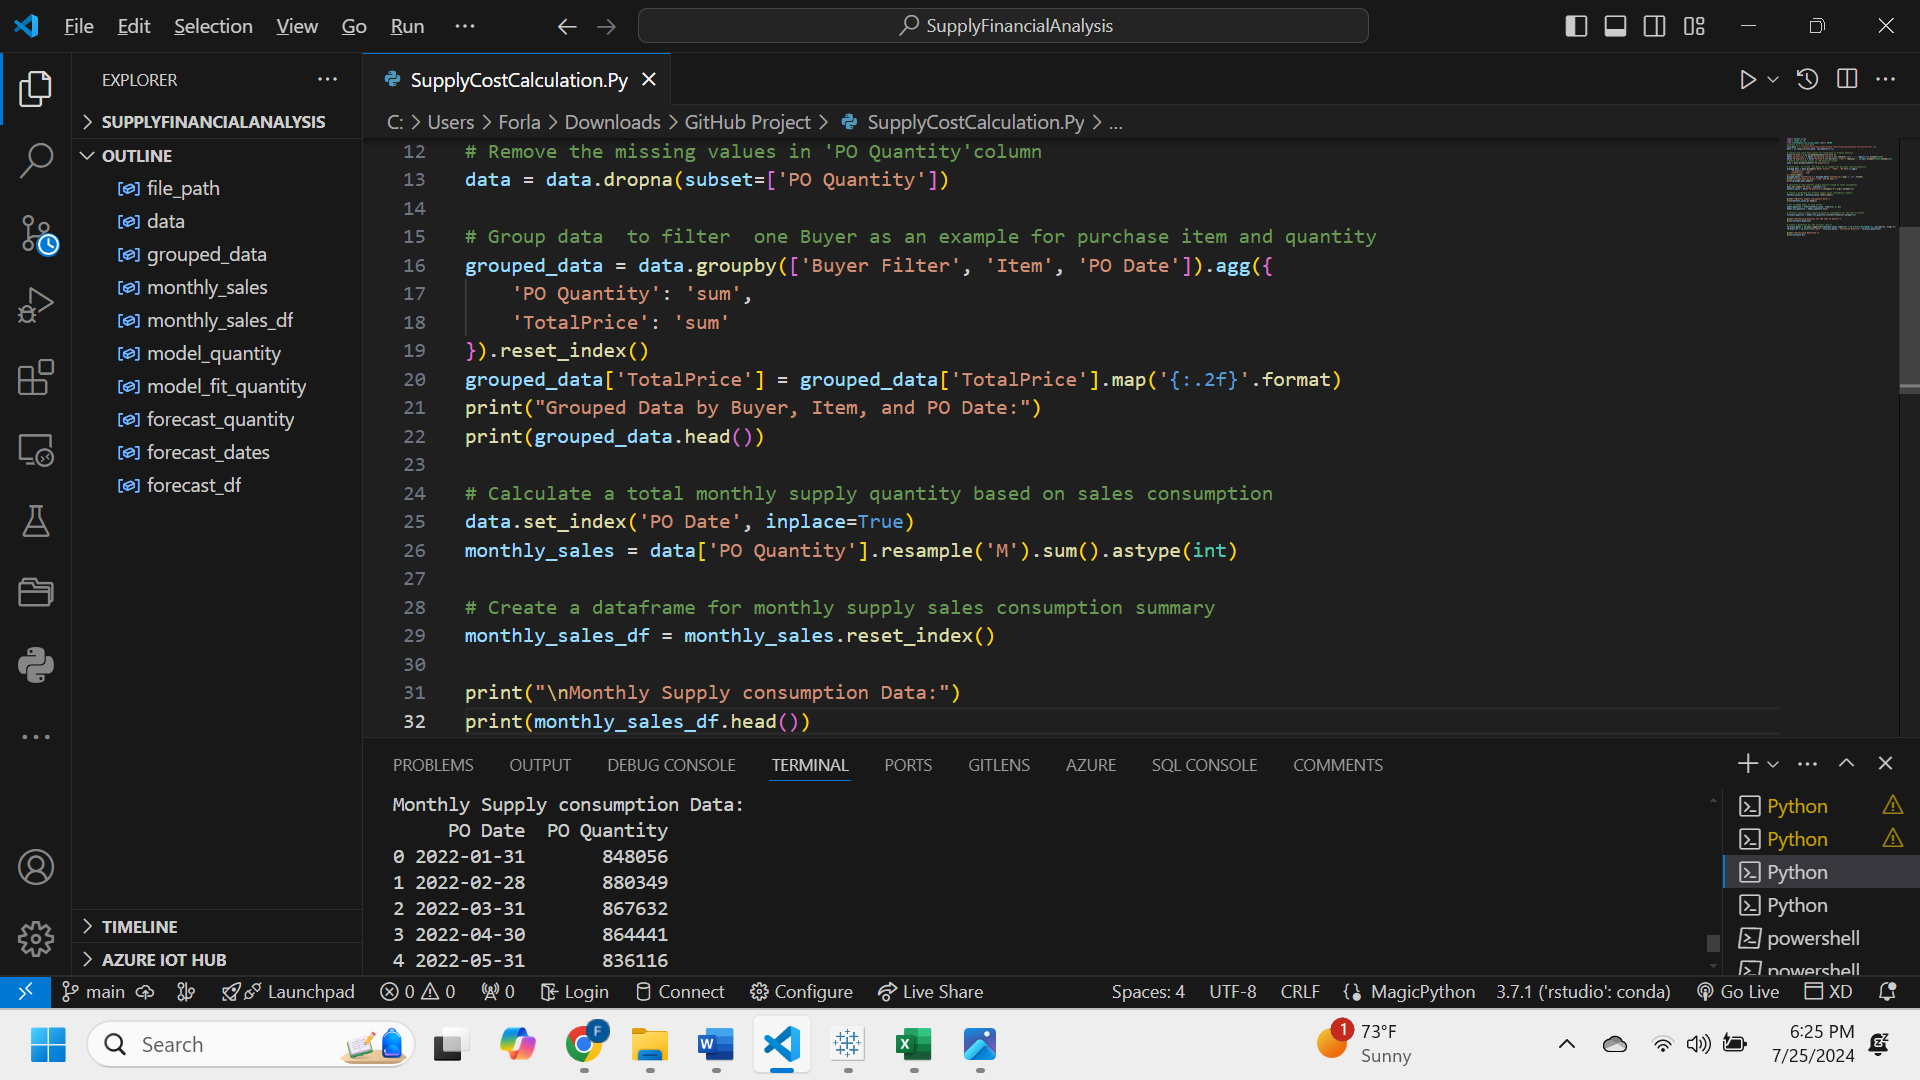 File Edit Selection View Go Run ···
SupplyFinancialAnalysis
EXPLORER
SupplyCostCalculation.Py
SUPPLYFINANCIALANALYSIS
C: > Users > Forla > Downloads > GitHub Project > SupplyCostCalculation.Py > ...
OUTLINE
file_path
data
grouped_data
monthly_sales
monthly_sales_df
model_quantity
model_fit_quantity
forecast_quantity
forecast_dates
forecast_df
TIMELINE
AZURE IOT HUB
12 # Remove the missing values in 'PO Quantity'column
13 data = data.dropna(subset=['PO Quantity'])
14
15 # Group data  to filter  one Buyer as an example for purchase item and quantity
16 grouped_data = data.groupby(['Buyer Filter', 'Item', 'PO Date']).agg({
17     'PO Quantity': 'sum',
18     'TotalPrice': 'sum'
19 }).reset_index()
20 grouped_data['TotalPrice'] = grouped_data['TotalPrice'].map('{:.2f}'.format)
21 print("Grouped Data by Buyer, Item, and PO Date:")
22 print(grouped_data.head())
23
24 # Calculate a total monthly supply quantity based on sales consumption
25 data.set_index('PO Date', inplace=True)
26 monthly_sales = data['PO Quantity'].resample('M').sum().astype(int)
27
28 # Create a dataframe for monthly supply sales consumption summary
29 monthly_sales_df = monthly_sales.reset_index()
30
31 print("\nMonthly Supply consumption Data:")
32 print(monthly_sales_df.head())
PROBLEMS OUTPUT DEBUG CONSOLE TERMINAL PORTS GITLENS AZURE SQL CONSOLE COMMENTS
Monthly Supply consumption Data:
PO Date PO Quantity
0 2022-01-31 848056
1 2022-02-28 880349
2 2022-03-31 867632
3 2022-04-30 864441
4 2022-05-31 836116
Python
Python
Python
Python
powershell
powershell
main Launchpad 0 0 0 Login Connect Configure Live Share Spaces: 4 UTF-8 CRLF MagicPython 3.7.1 ('rstudio': conda) Go Live XD
Search
F
1
73°F
Sunny
6:25 PM
7/25/2024